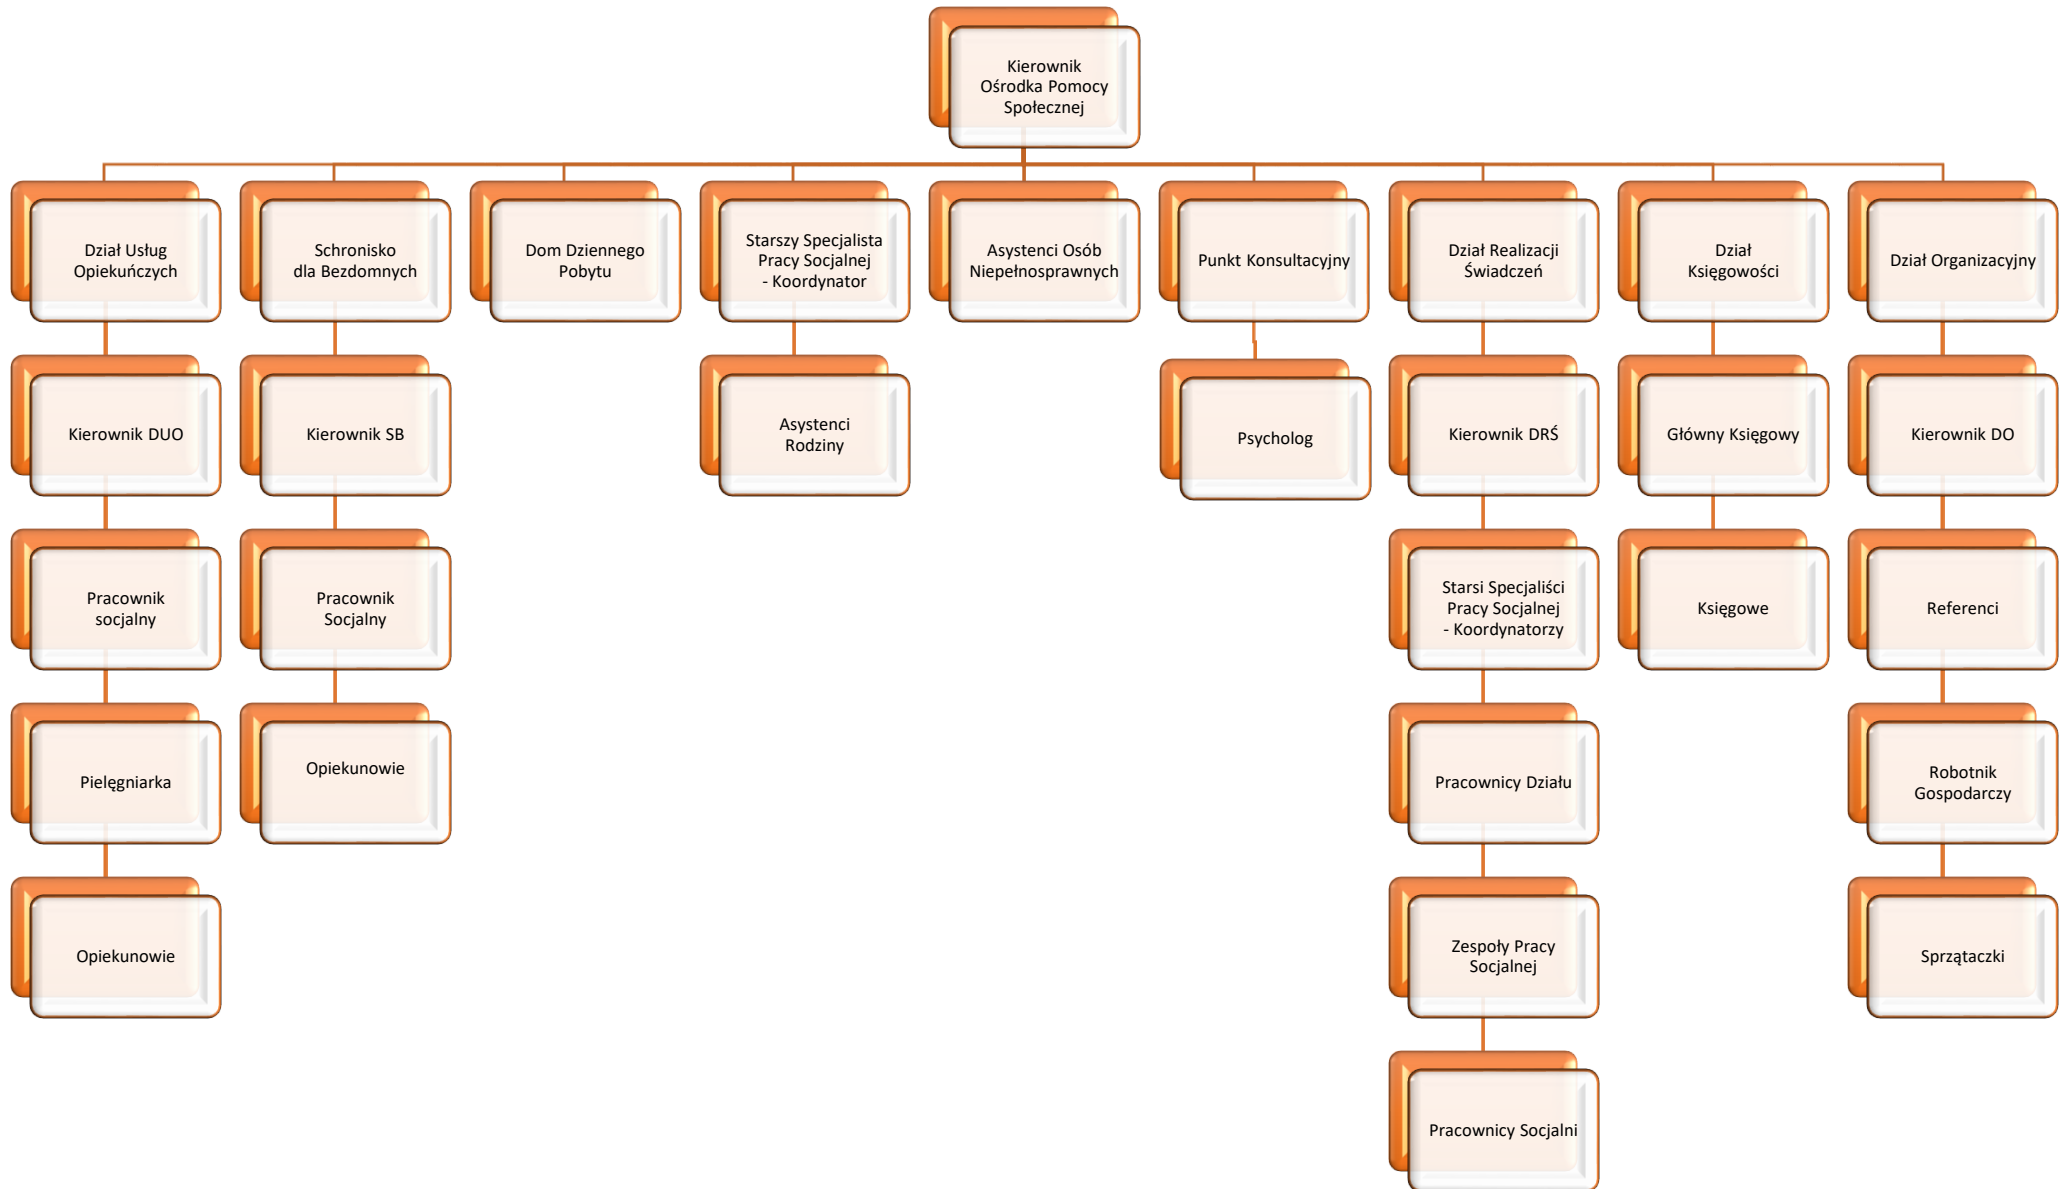 Kierownik
Ośrodka Pomocy
Społecznej
Dział Usług
Opiekuńczych
Schronisko
dla Bezdomnych
Dom Dziennego
Pobytu
Starszy Specjalista
Pracy Socjalnej
- Koordynator
Asystenci Osób
Niepełnosprawnych
Punkt Konsultacyjny
Dział Realizacji
Świadczeń
Dział
Księgowości
Dział Organizacyjny
Kierownik DUO
Kierownik SB
Asystenci
Rodziny
Psycholog
Kierownik DRŚ
Główny Księgowy
Kierownik DO
Pracownik
socjalny
Pracownik
Socjalny
Starsi Specjaliści
Pracy Socjalnej
- Koordynatorzy
Księgowe
Referenci
Pielęgniarka
Opiekunowie
Pracownicy Działu
Robotnik
Gospodarczy
Opiekunowie
Zespoły Pracy
Socjalnej
Sprzątaczki
Pracownicy Socjalni